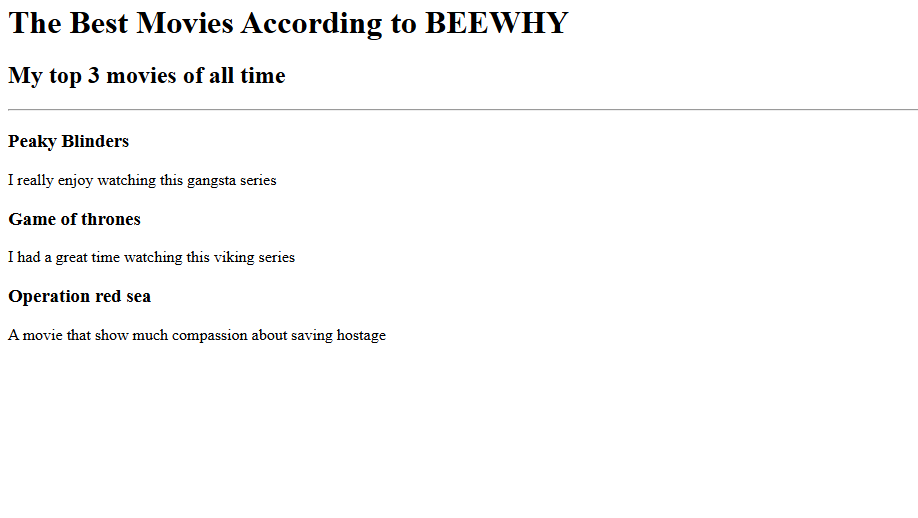 The Best Movies According to BEEWHY
My top 3 movies of all time
Peaky Blinders
I really enjoy watching this gangsta series
Game of thrones
I had a great time watching this viking series
Operation red sea
A movie that show much compassion about saving hostage